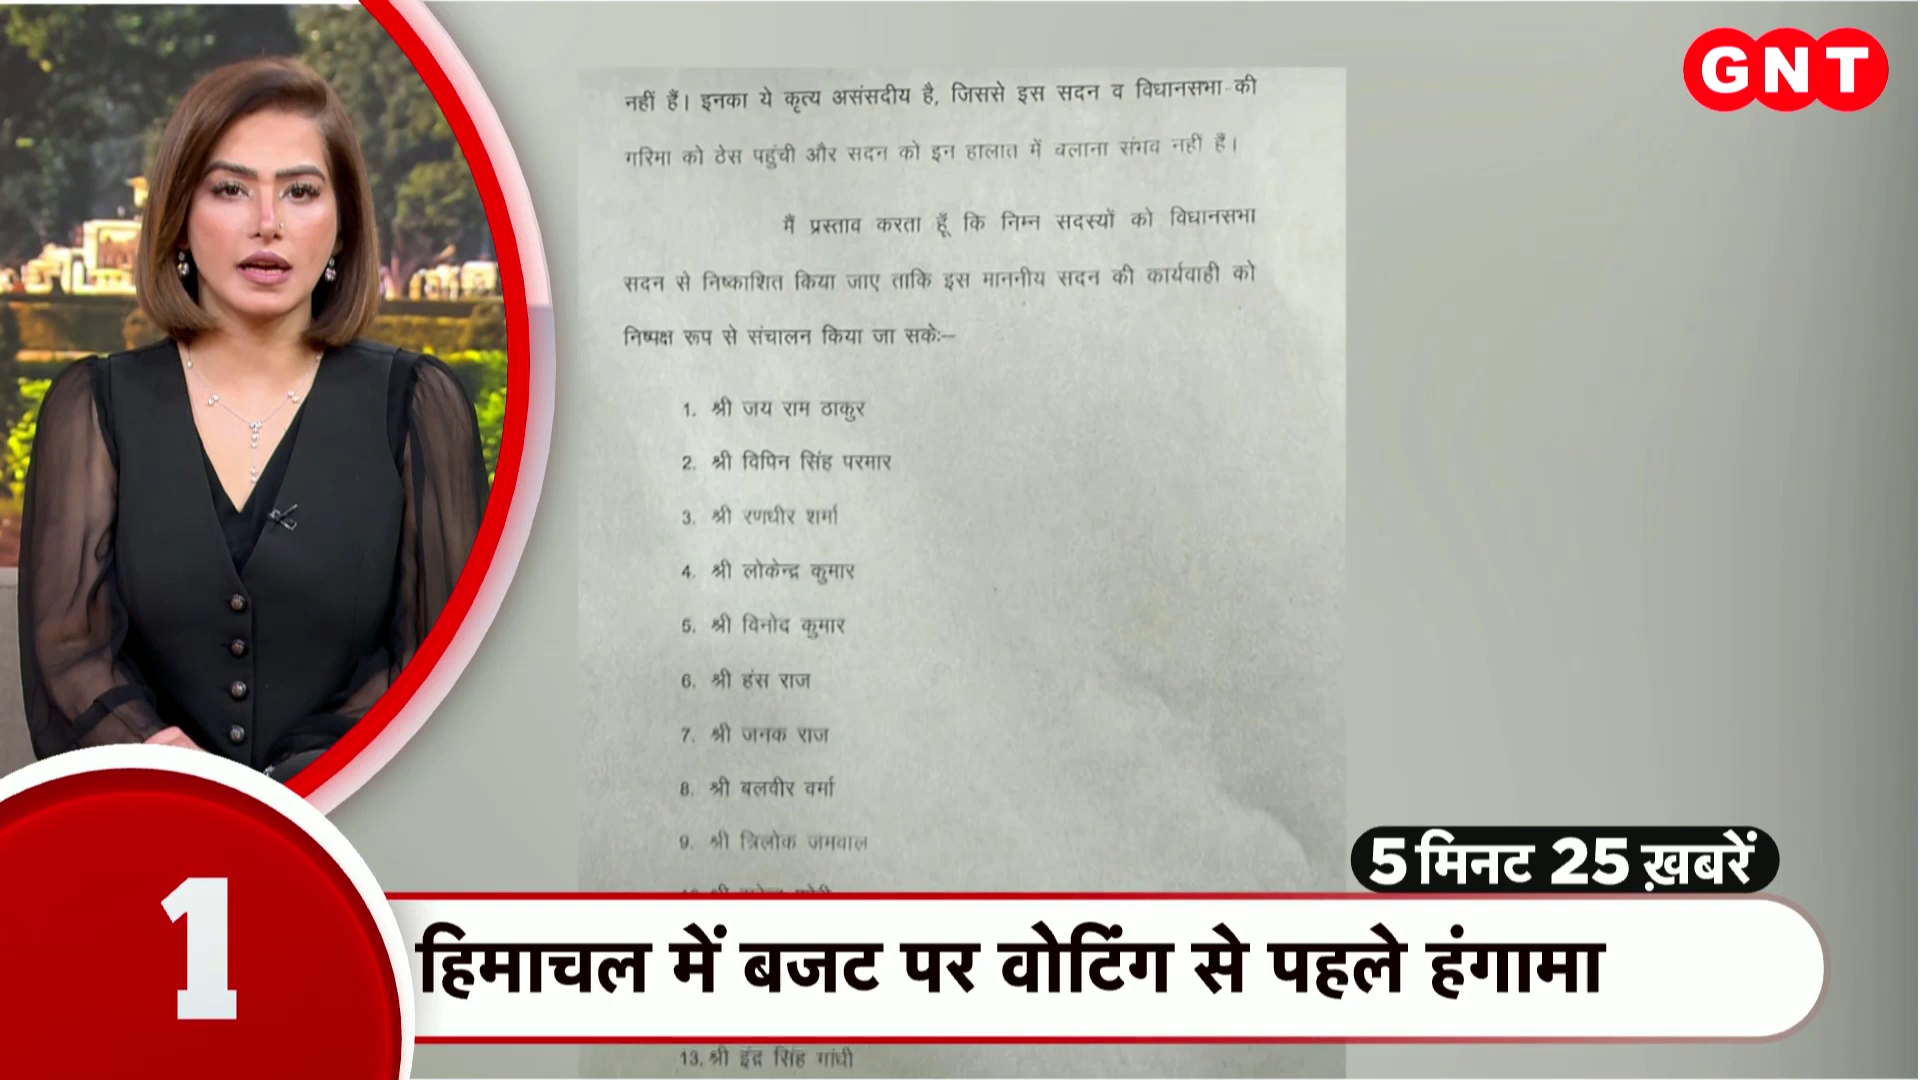 GNT
नहीं हैं। इनका ये कृत्य असंसदीय है, जिससे इस सदन व विधानसभा की
गरिमा को ठेस पहुंची और सदन को इन हालात में चलाना संभव नहीं हैं।
मैं प्रस्ताव करता हूँ कि निम्न सदस्यों को विधानसभा
सदन से निष्काशित किया जाए ताकि इस माननीय सदन की कार्यवाही को
निष्पक्ष रूप से संचालन किया जा सकेः–
1. श्री जय राम ठाकुर
2. श्री विपिन सिंह परमार
3. श्री रणधीर शर्मा
4. श्री लोकेन्द्र कुमार
5. श्री विनोद कुमार
6. श्री हंस राज
7. श्री जनक राज
8. श्री बलवीर वर्मा
9. श्री त्रिलोक जमवाल
5 मिनट 25 ख़बरें
1
हिमाचल में बजट पर वोटिंग से पहले हंगामा
13. श्री इंद्र सिंह गांधी